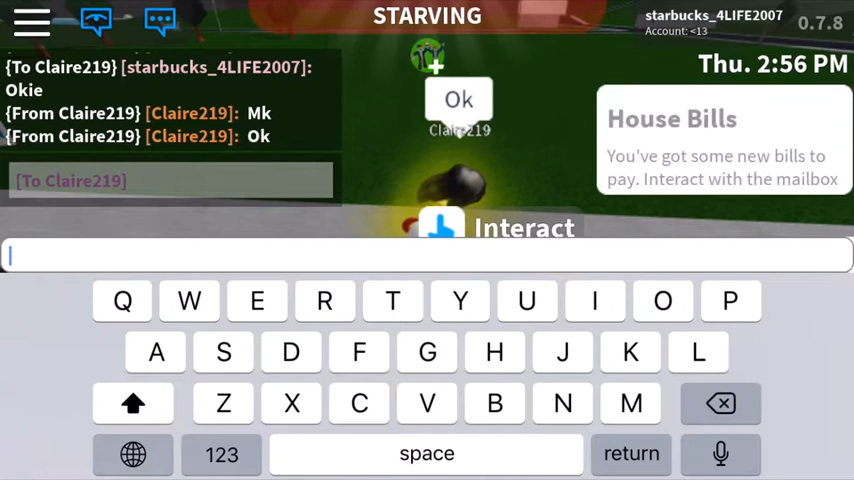 STARVING
starbucks_4LIFE2007
Account: <13
0.7.8
{To Claire219} [starbucks_4LIFE2007]:
Okie
{From Claire219} [Claire219]: Mk
{From Claire219} [Claire219]: Ok
[To Claire219]
Ok
Claire219
Thu. 2:56 PM
House Bills
You've got some new bills to
pay. Interact with the mailbox
Interact
Q W E R T Y U I O P
A S D F G H J K L
Z X C V B N M
123 space return